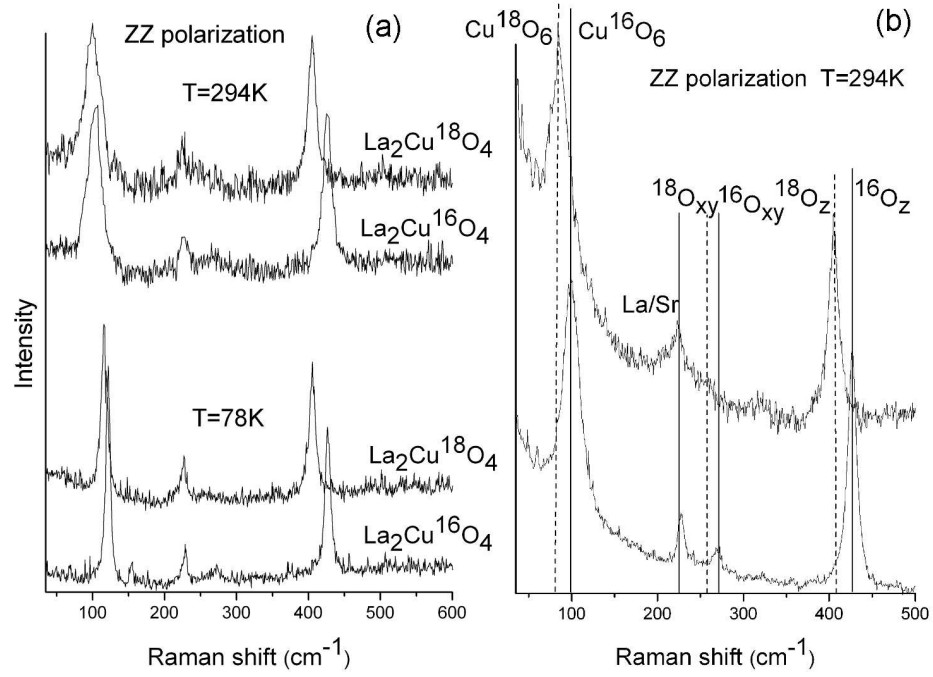 (a)
ZZ polarization
T=294K
La₂Cu¹⁸O₄
La₂Cu¹⁶O₄
T=78K
La₂Cu¹⁸O₄
La₂Cu¹⁶O₄
Intensity
100 200 300 400 500 600
Raman shift (cm⁻¹)
(b)
Cu¹⁸O₆ Cu¹⁶O₆
ZZ polarization T=294K
¹⁸Oxy ¹⁶Oxy ¹⁸Oz ¹⁶Oz
La/Sr
100 200 300 400 500
Raman shift (cm⁻¹)